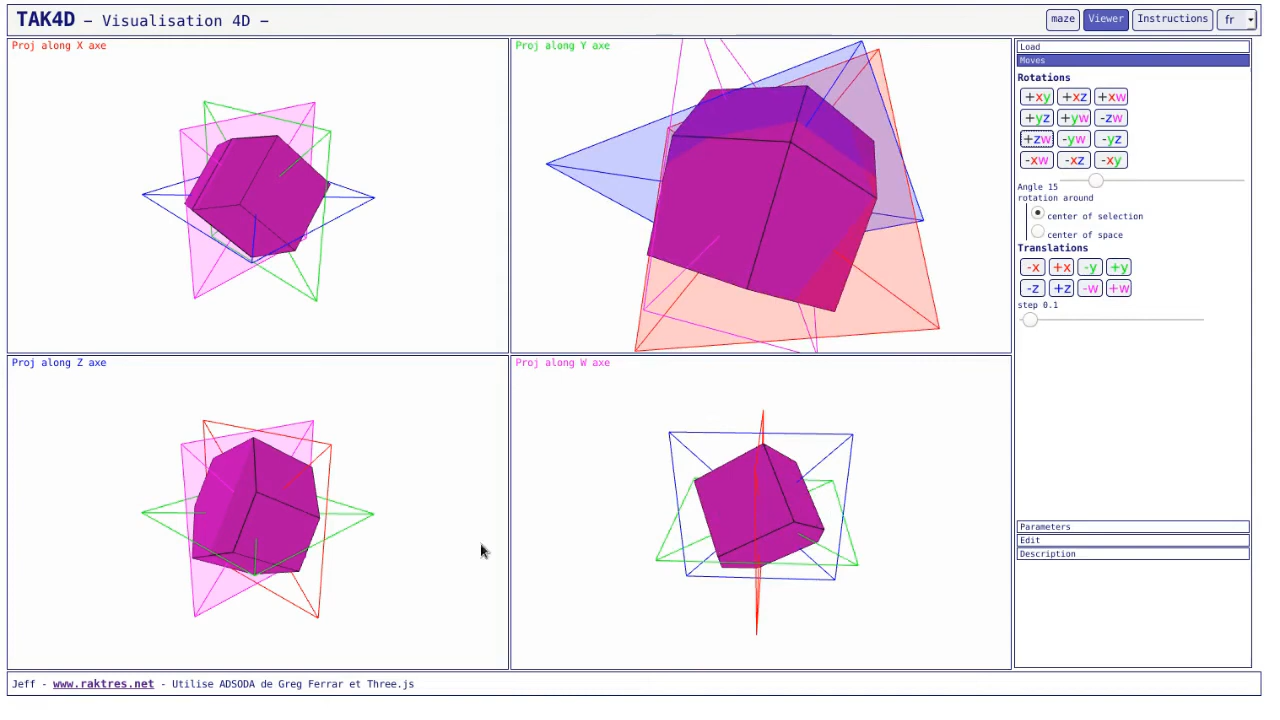 TAK4D – Visualisation 4D –
maze Viewer Instructions fr
Proj along X axe
Proj along Y axe
Proj along Z axe
Proj along W axe
Load
Moves
Rotations
+xy +xz +xw
+yz +yw -zw
+zw -yw -yz
-xw -xz -xy
Angle 15
rotation around
center of selection
center of space
Translations
-x +x -y +y
-z +z -w +w
step 0.1
Parameters
Edit
Description
Jeff - www.raktres.net - Utilise ADSODA de Greg Ferrar et Three.js